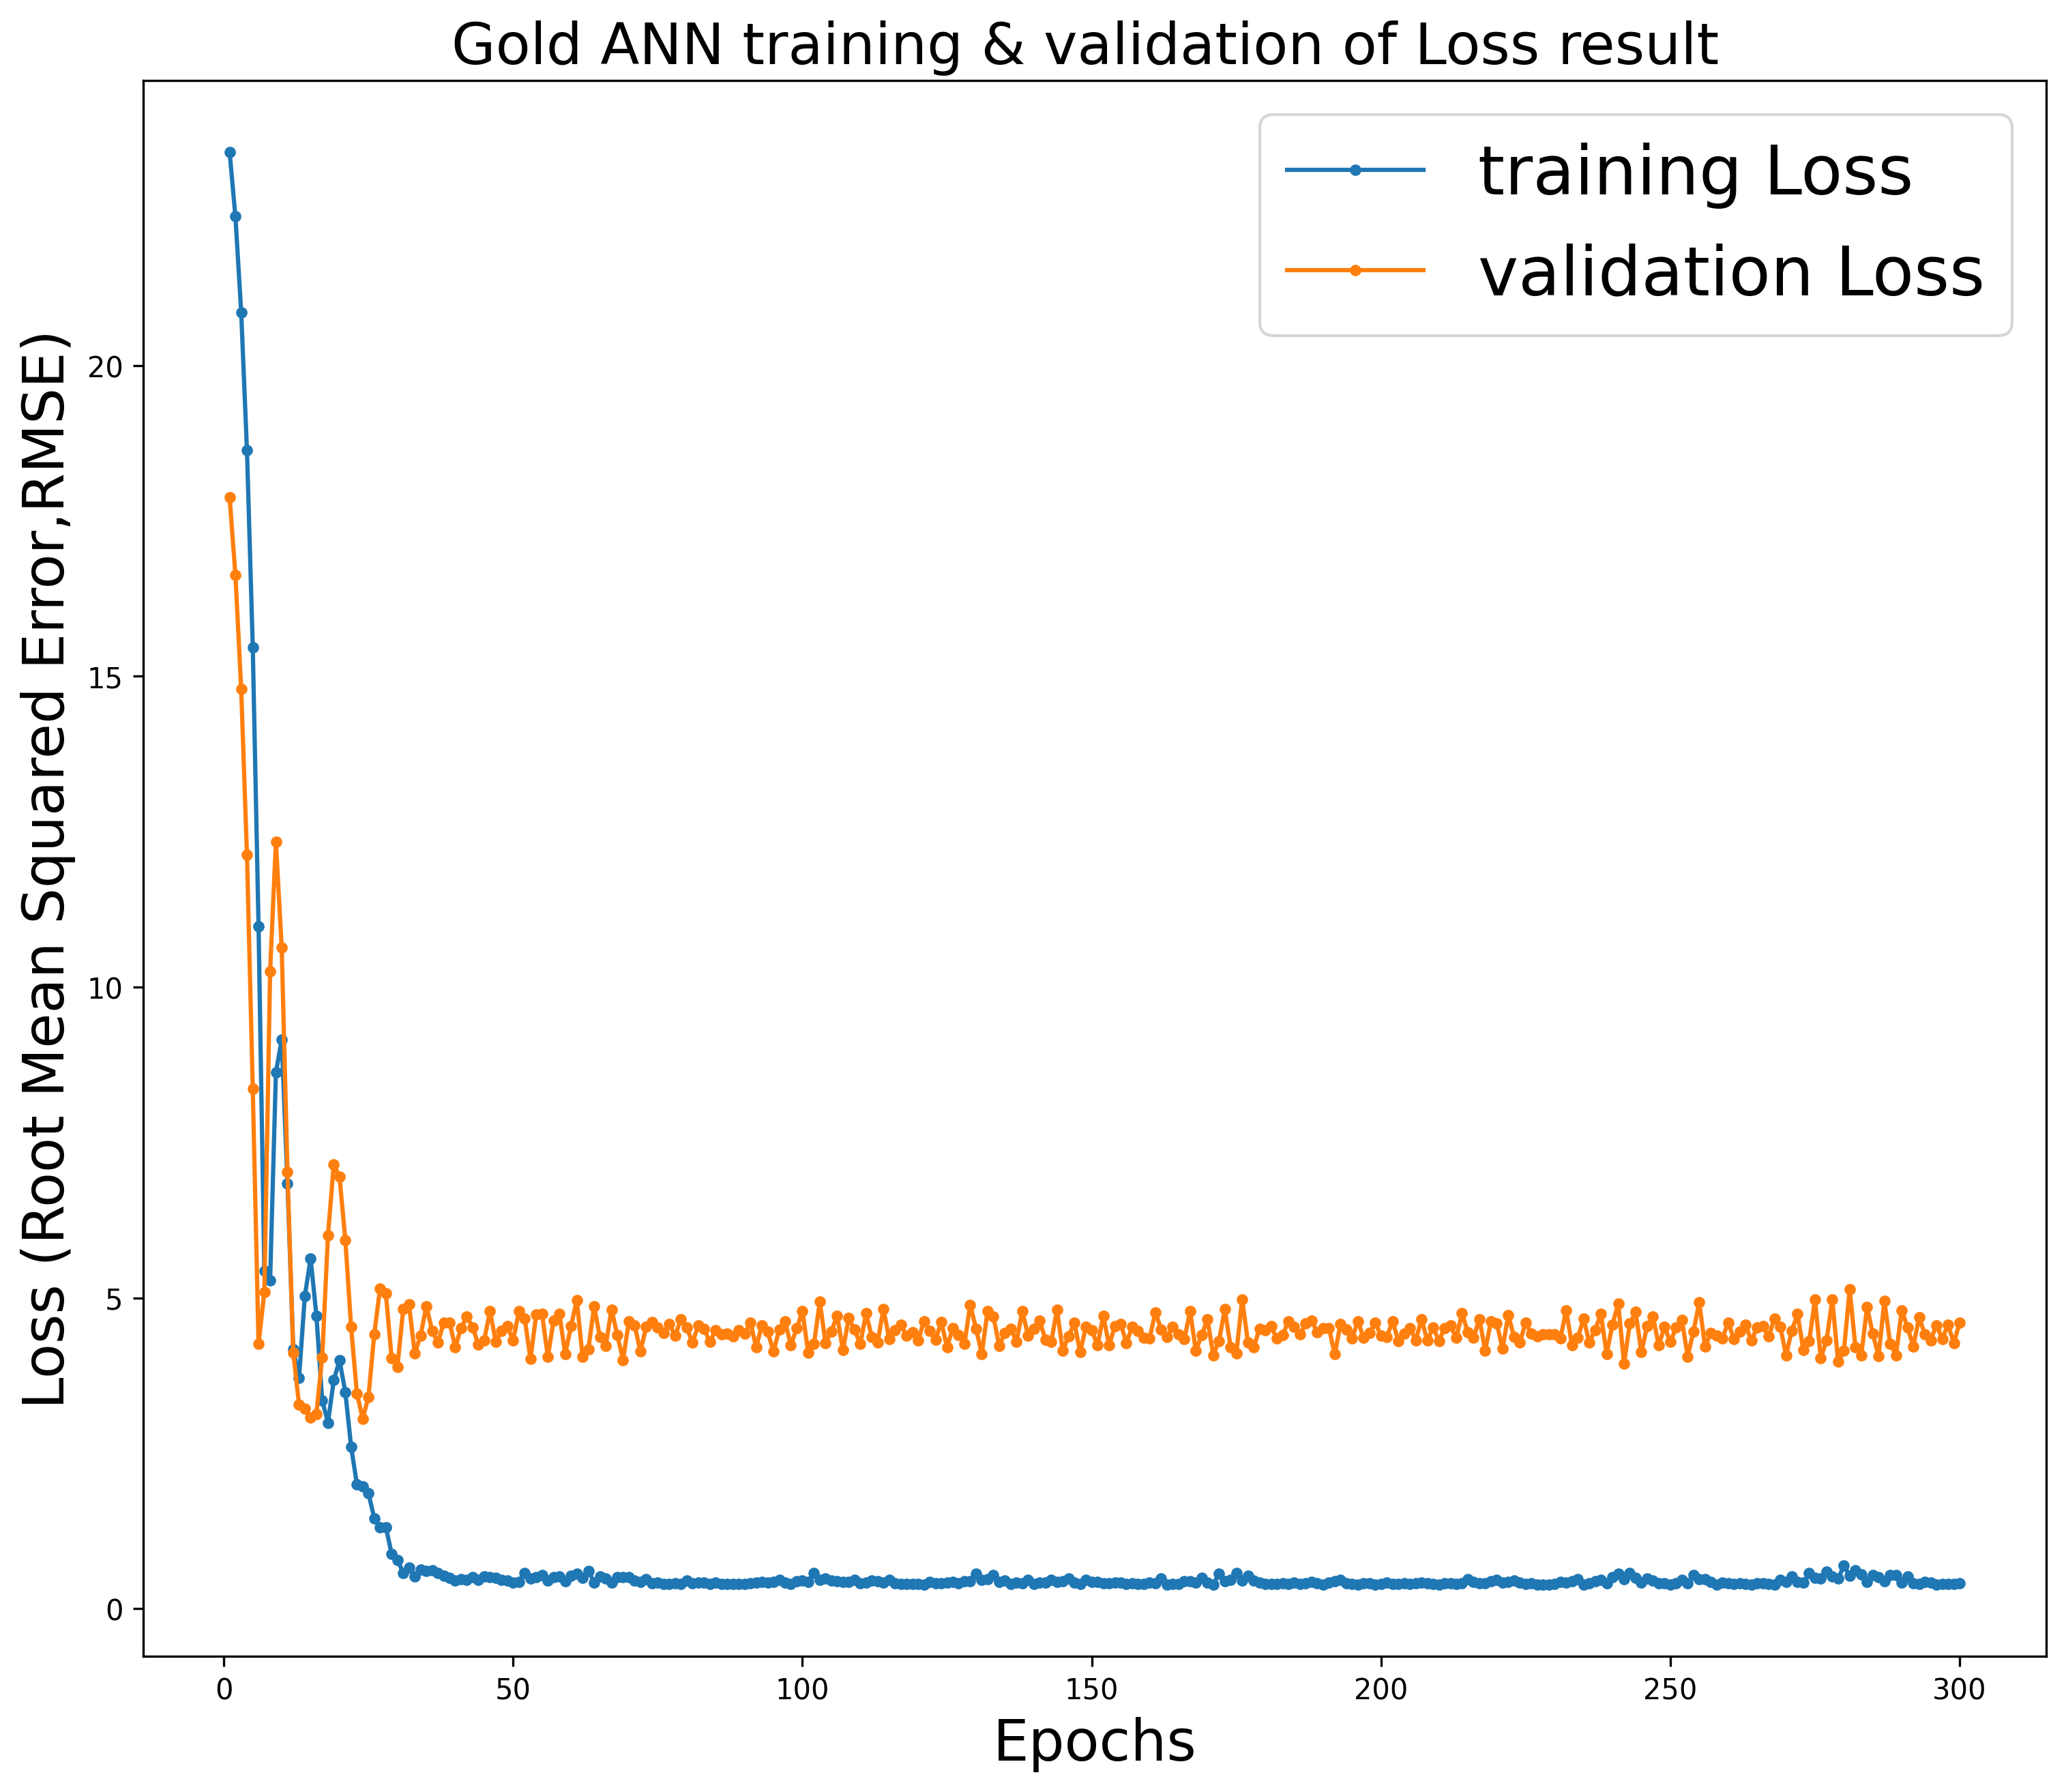 Gold ANN training & validation of Loss result
training Loss
validation Loss
Loss (Root Mean Squared Error,RMSE)
20
15
10
5
0
0 50 100 150 200 250 300
Epochs